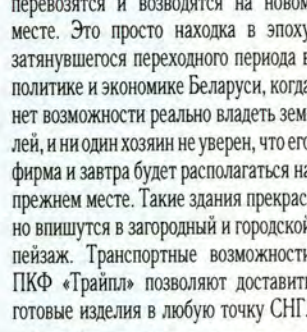 перевозятся и возводятся на новом
месте. Это просто находка в эпоху
затянувшегося переходного периода в
политике и экономике Беларуси, когда
нет возможности реально владеть зем-
лей, и ни один хозяин не уверен, что его
фирма и завтра будет располагаться на
прежнем месте. Такие здания прекрас-
но впишутся в загородный и городской
пейзаж. Транспортные возможности
ПКФ «Трайпл» позволяют доставить
готовые изделия в любую точку СНГ.